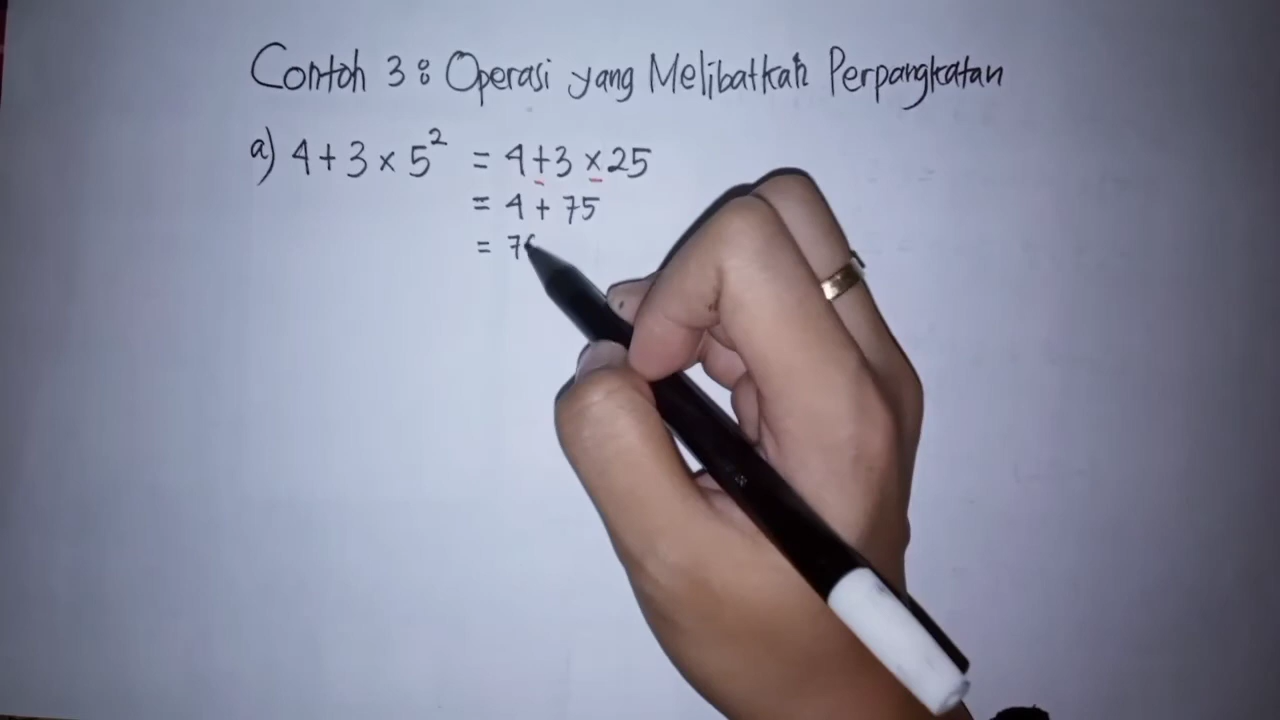 Contoh 3: Operasi yang Melibatkan Perpangkatan
a) 4 + 3 × 5² = 4 + 3 × 25
= 4 + 75
= 7